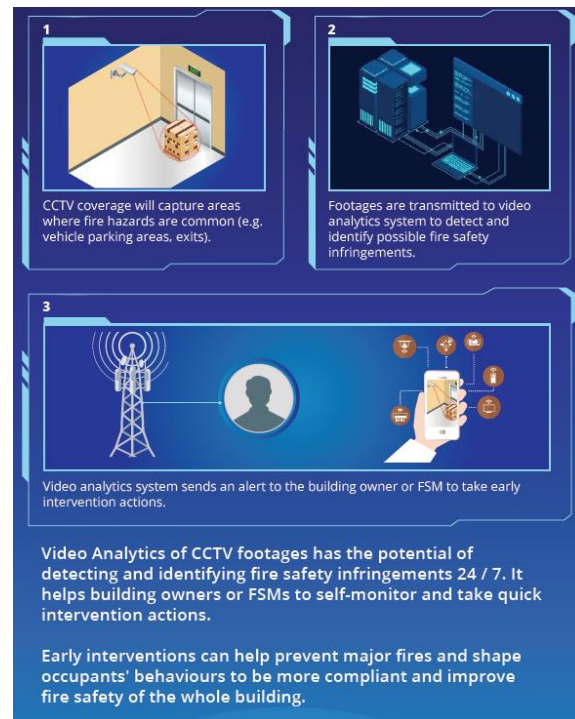 1
CCTV coverage will capture areas
where fire hazards are common (e.g.
vehicle parking areas, exits).
2
Footages are transmitted to video
analytics system to detect and
identify possible fire safety
infringements.
3
Video analytics system sends an alert to the building owner or FSM to take early
intervention actions.
Video Analytics of CCTV footages has the potential of
detecting and identifying fire safety infringements 24 / 7. It
helps building owners or FSMs to self-monitor and take quick
intervention actions.
Early interventions can help prevent major fires and shape
occupants' behaviours to be more compliant and improve
fire safety of the whole building.